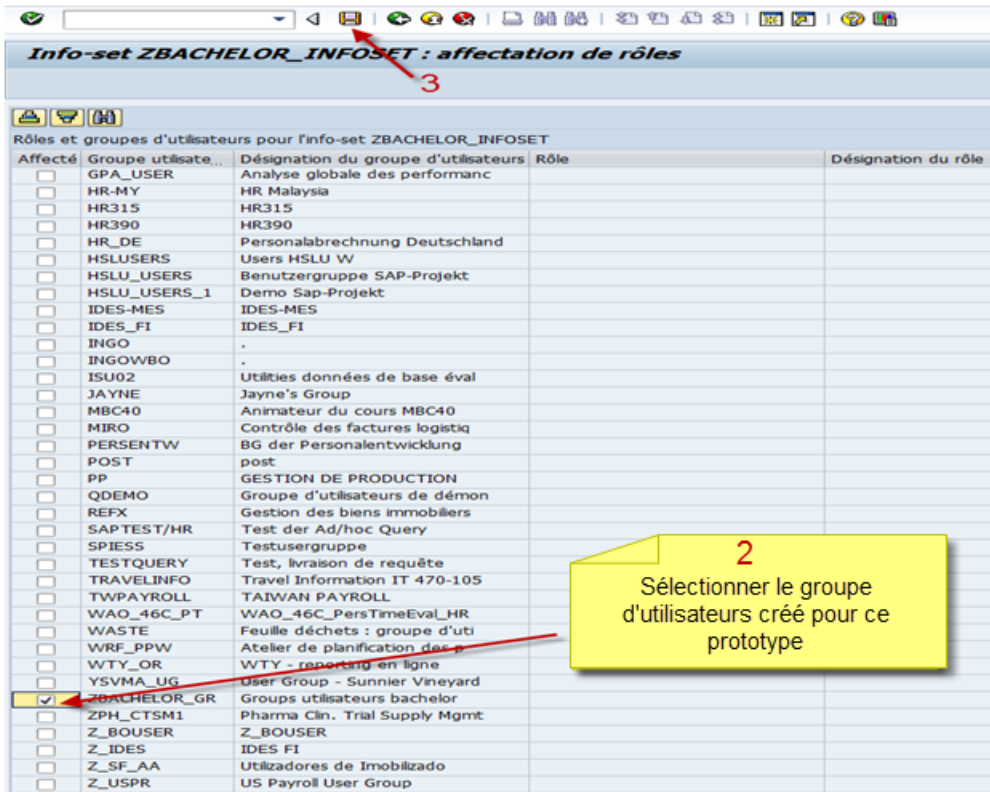 Info-set ZBACHELOR_INFOSET : affectation de rôles
3
Rôles et groupes d'utilisateurs pour l'info-set ZBACHELOR_INFOSET
Affecté Groupe utilisate... Désignation du groupe d'utilisateurs Rôle Désignation du rôle
GPA_USER Analyse globale des performanc
HR-MY HR Malaysia
HR315 HR315
HR390 HR390
HR_DE Personalabrechnung Deutschland
HSLUSERS Users HSLU W
HSLU_USERS Benutzergruppe SAP-Projekt
HSLU_USERS_1 Demo Sap-Projekt
IDES-MES IDES-MES
IDES_FI IDES_FI
INGO .
INGOWBO .
ISU02 Utilities données de base éval
JAYNE Jayne's Group
MBC40 Animateur du cours MBC40
MIRO Contrôle des factures logistiq
PERSENTW BG der Personalentwicklung
POST post
PP GESTION DE PRODUCTION
QDEMO Groupe d'utilisateurs de démon
REFX Gestion des biens immobiliers
SAPTEST/HR Test der Ad/hoc Query
SPIESS Testusergruppe
TESTQUERY Test, livraison de requête
TRAVELINFO Travel Information IT 470-105
TWPAYROLL TAIWAN PAYROLL
WAO_46C_PT WAO_46C_PersTimeEval_HR
WASTE Feuille déchets : groupe d'uti
WRF_PPW Atelier de planification des p
WTY_OR WTY - reporting en ligne
YSVMA_UG User Group - Sunnier Vineyard
ZBACHELOR_GR Groups utilisateurs bachelor
ZPH_CTSM1 Pharma Clin. Trial Supply Mgmt
Z_BOUSER Z_BOUSER
Z_IDES IDES FI
Z_SF_AA Utilizadores de Imobilizado
Z_USPR US Payroll User Group
2
Sélectionner le groupe
d'utilisateurs créé pour ce
prototype